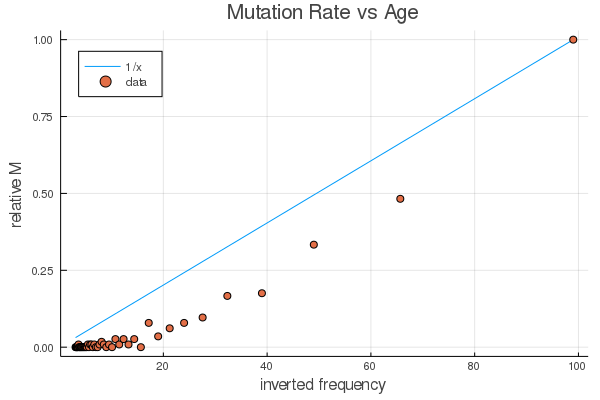 Mutation Rate vs Age
1.00
1/x
data
0.75
relative M
0.50
0.25
0.00
20
40
60
80
100
inverted frequency